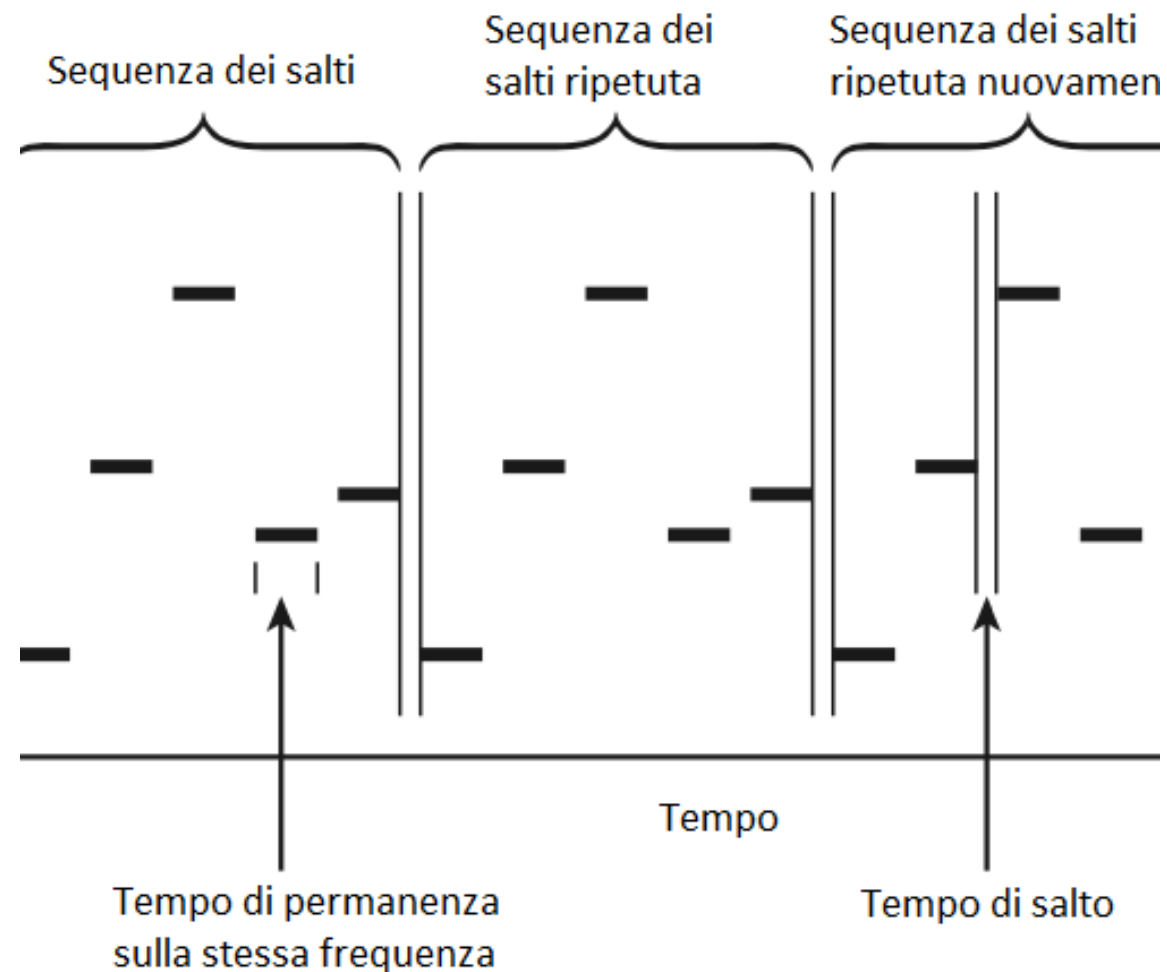 Sequenza dei salti
Sequenza dei
salti ripetuta
Sequenza dei salti
ripetuta nuovamen
Tempo
Tempo di permanenza
sulla stessa frequenza
Tempo di salto